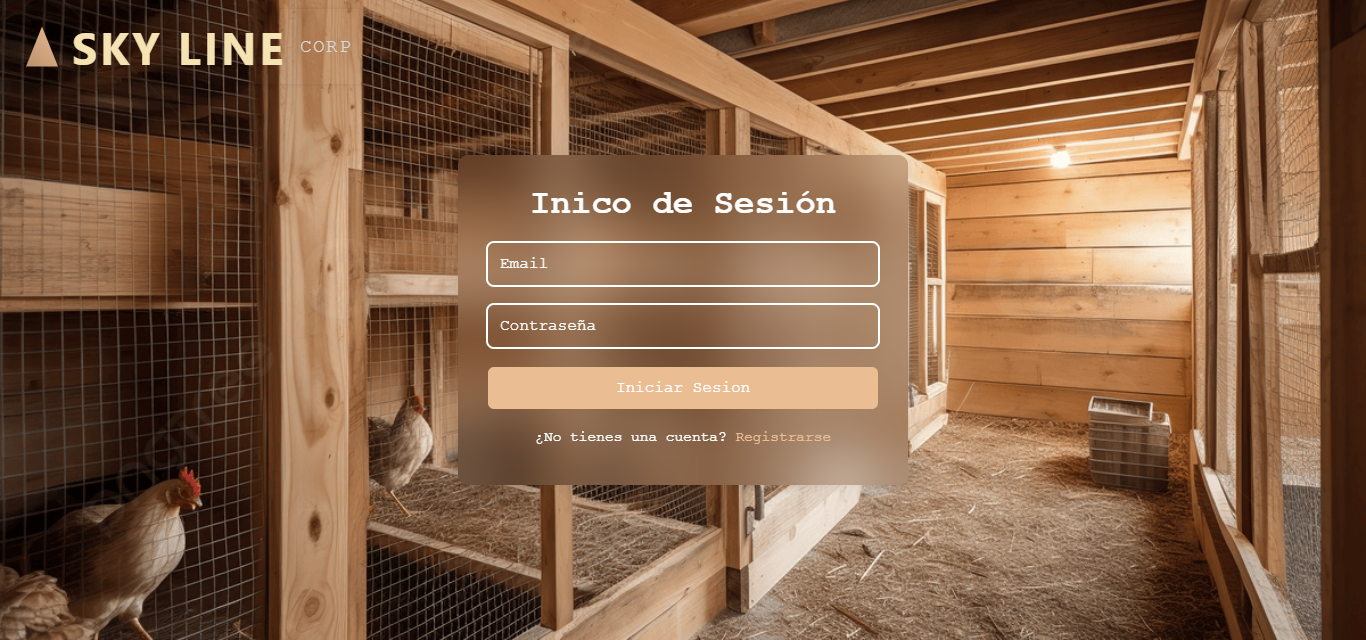 SKY LINE CORP
Inico de Sesión
Email
Contraseña
Iniciar Sesion
¿No tienes una cuenta? Registrarse